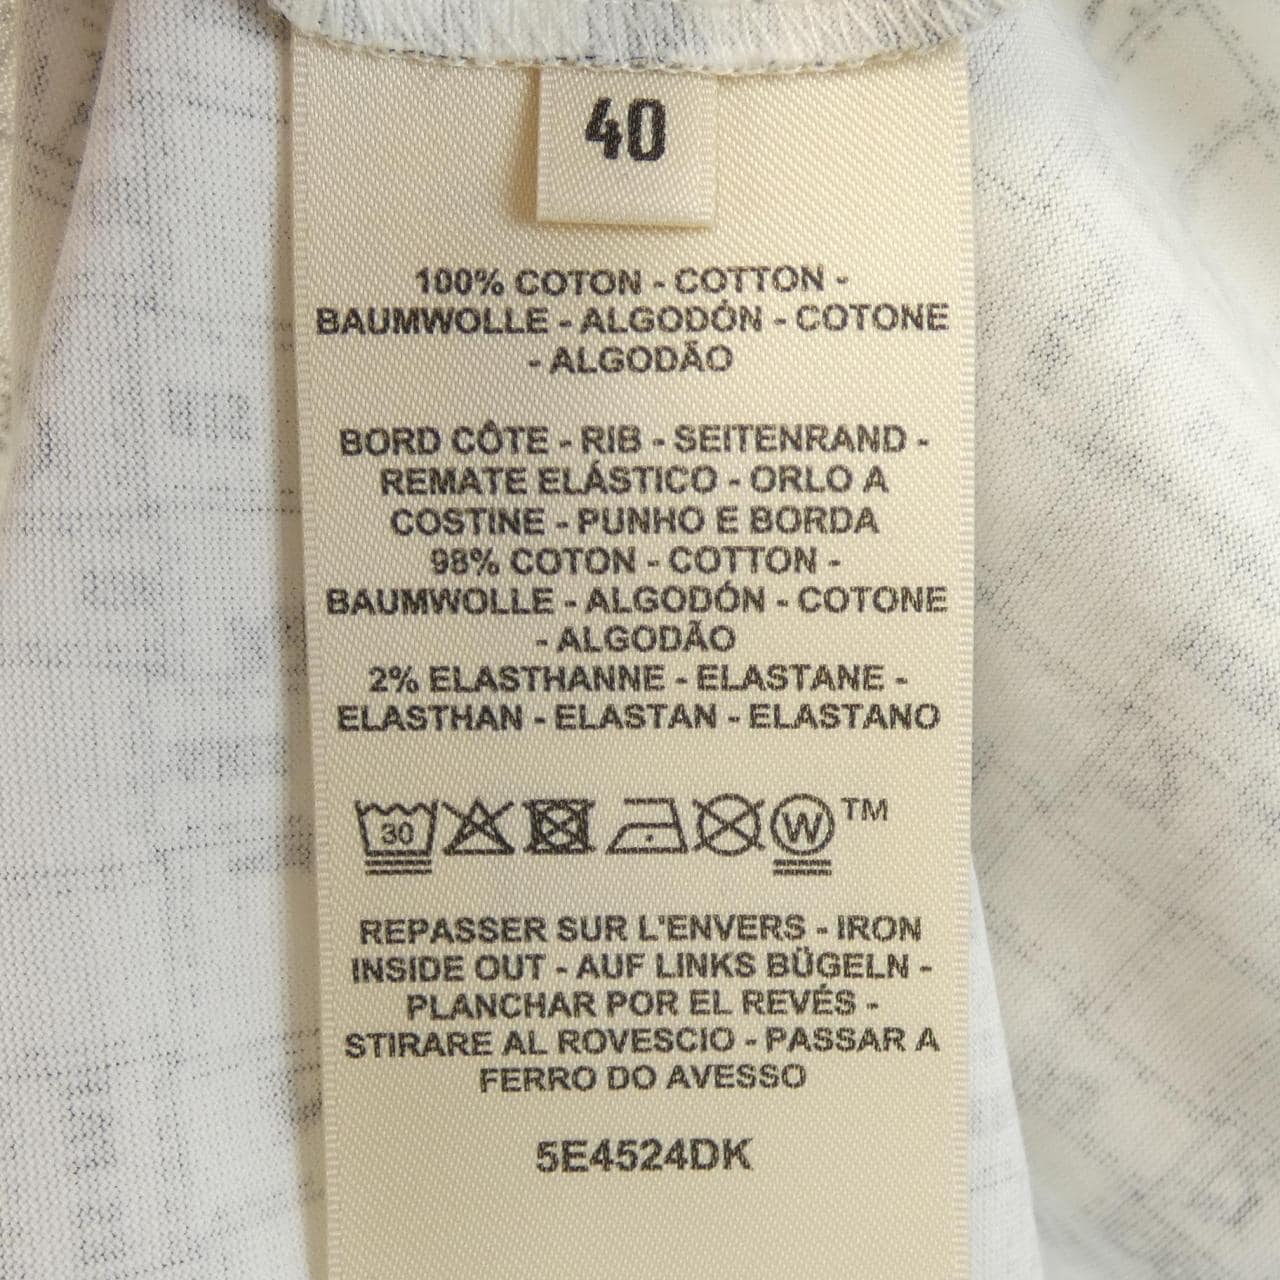 40
100% COTON - COTTON -
BAUMWOLLE - ALGODÓN - COTONE
- ALGODÃO
BORD CÔTE - RIB - SEITENRAND -
REMATE ELÁSTICO - ORLO A
COSTINE - PUNHO E BORDA
98% COTON - COTTON -
BAUMWOLLE - ALGODÓN - COTONE
- ALGODÃO
2% ELASTHANNE - ELASTANE -
ELASTHAN - ELASTAN - ELASTANO
30 W TM
REPASSER SUR L'ENVERS - IRON
INSIDE OUT - AUF LINKS BÜGELN -
PLANCHAR POR EL REVÉS -
STIRARE AL ROVESCIO - PASSAR A
FERRO DO AVESSO
5E4524DK